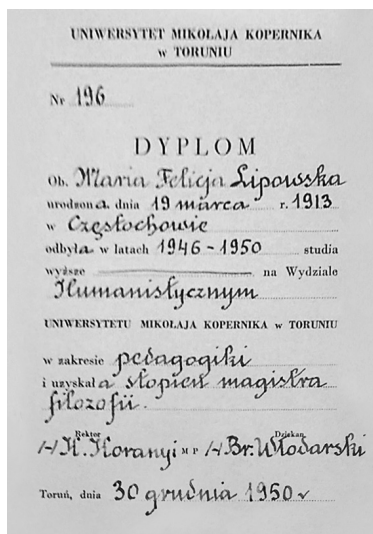 UNIWERSYTET MIKOŁAJA KOPERNIKA
w TORUNIU
Nr 196
DYPLOM
Ob. Maria Felicja Lipowska
urodzona dnia 19 marca r. 1913
w Częstochowie
odbyła w latach 1946-1950 studia
wyższe na Wydziale
Humanistycznym
UNIWERSYTETU MIKOŁAJA KOPERNIKA w TORUNIU
w zakresie pedagogiki
i uzyskała stopień magistra
filozofii.
Rektor Dziekan
/-/ K. Koranyi M P /-/ Br. Włodarski
Toruń, dnia 30 grudnia 1950 r